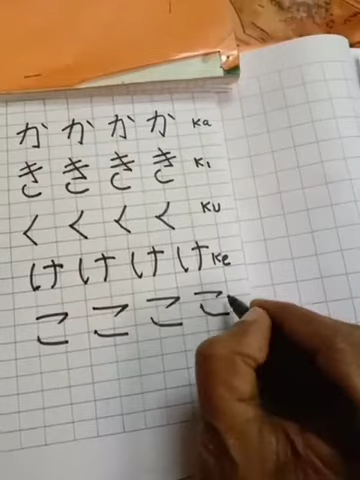 か か か か ka
き き き き ki
く く く く ku
け け け け ke
こ こ こ こ